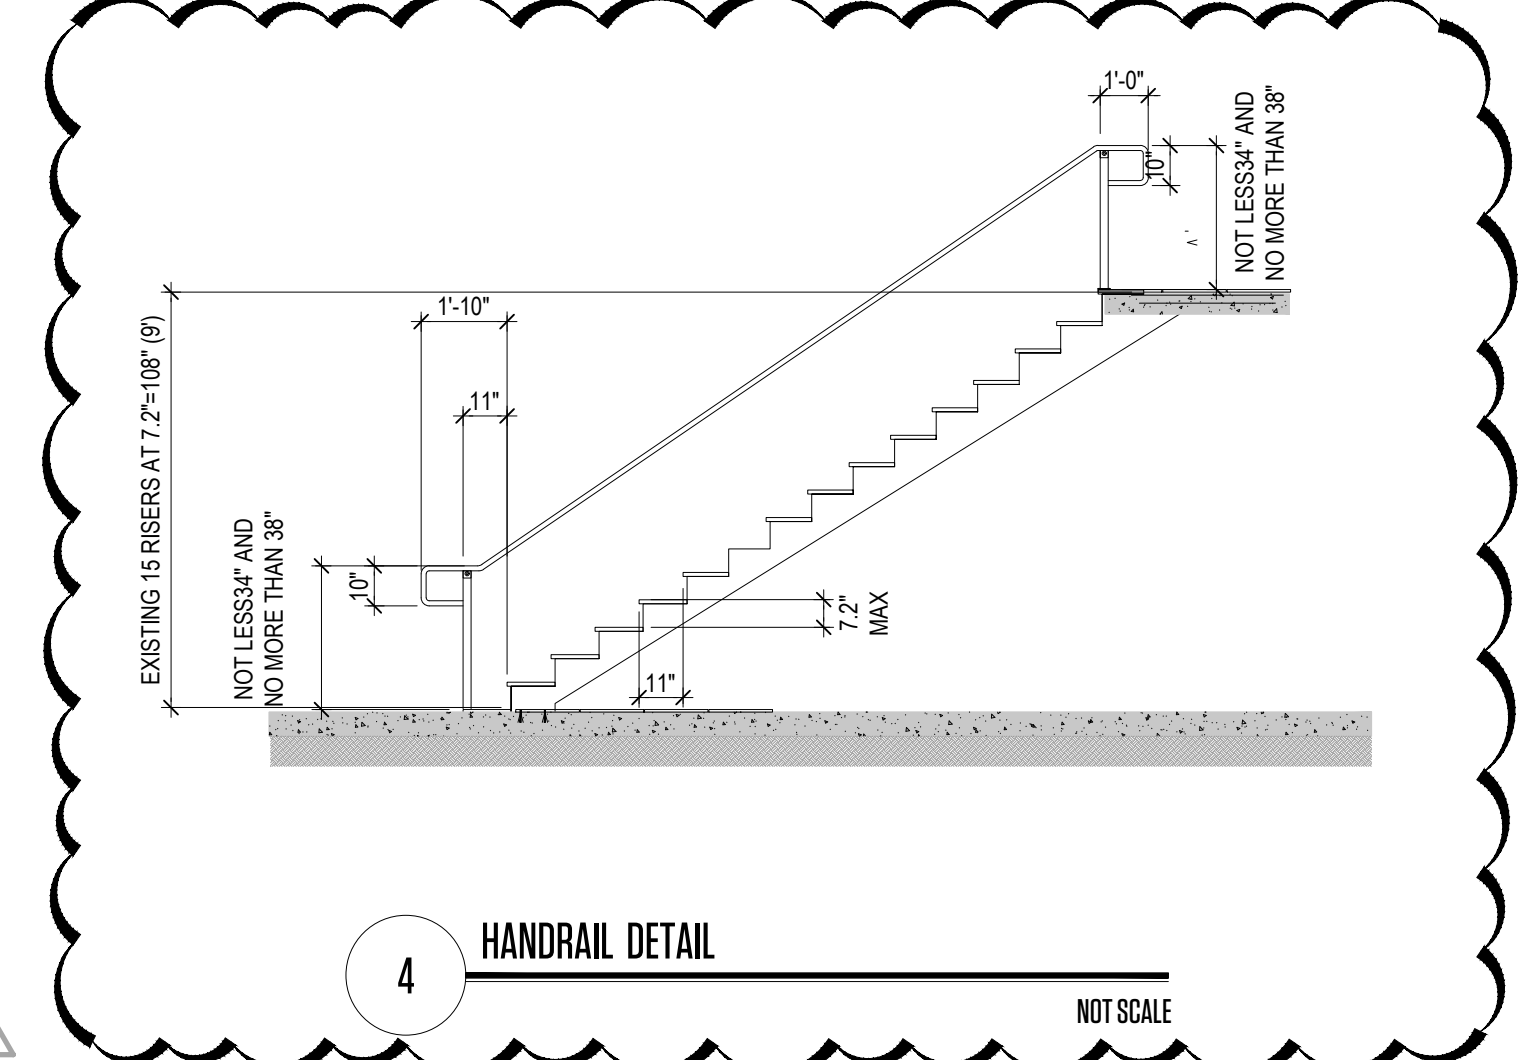 1'-0"
10"
NOT LESS34" AND
NO MORE THAN 38"
1'-10"
11"
EXISTING 15 RISERS AT 7.2"=108" (9')
NOT LESS34" AND
NO MORE THAN 38"
10"
7.2"
MAX
11"
4
HANDRAIL DETAIL
NOT SCALE